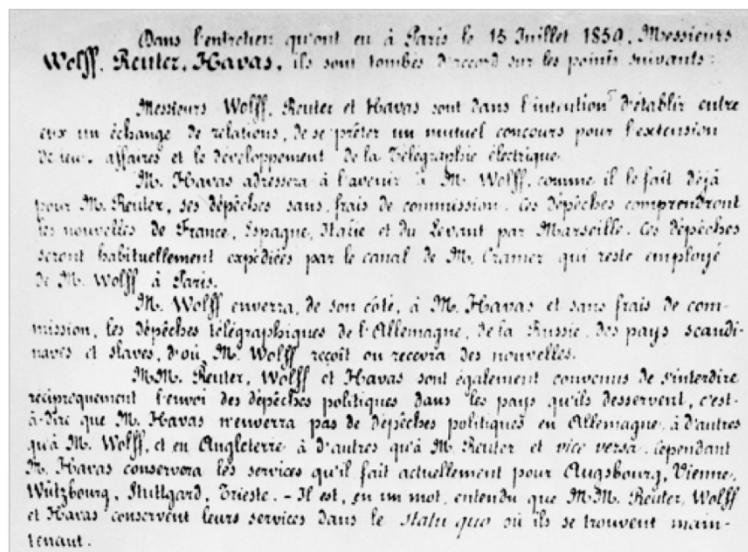 Dans l'entretien qu'ont eu à Paris le 15 Juillet 1859, Messieurs
Wolff, Reuter, Havas, ils sont tombés d'accord sur les points suivants :
Messieurs Wolff, Reuter et Havas sont dans l'intention d'établir entre
eux un échange de relations, de se prêter un mutuel concours pour l'extension
de leurs affaires et le développement de la Télégraphie électrique.
M. Havas adressera à l'avenir à M. Wolff, comme il le fait déjà
pour M. Reuter, ses dépêches sans frais de commission. Ces dépêches comprendront
les nouvelles de France, Espagne, Italie et du Levant par Marseille. Ces dépêches
seront habituellement expédiées par le canal de M. Cramer qui reste employé
de M. Wolff à Paris.
M. Wolff enverra, de son côté, à M. Havas et sans frais de com-
mission, les dépêches télégraphiques de l'Allemagne, de la Russie, des pays scandi-
naves et slaves, d'où M. Wolff reçoit ou recevra des nouvelles.
MM. Reuter, Wolff et Havas sont également convenus de s'interdire
réciproquement l'envoi des dépêches politiques dans les pays qu'ils desservent, c'est-
à-dire que M. Havas n'enverra pas de dépêches politiques en Allemagne, à d'autres
qu'à M. Wolff, et en Angleterre à d'autres qu'à M. Reuter et vice versa. Cependant
M. Havas conservera les services qu'il fait actuellement pour Augsbourg, Vienne,
Wutzbourg, Stuttgard, Trieste. - Il est, en un mot, entendu que M.M. Reuter, Wolff
et Havas conservent leurs services dans le statu quo où ils se trouvent main-
tenant.